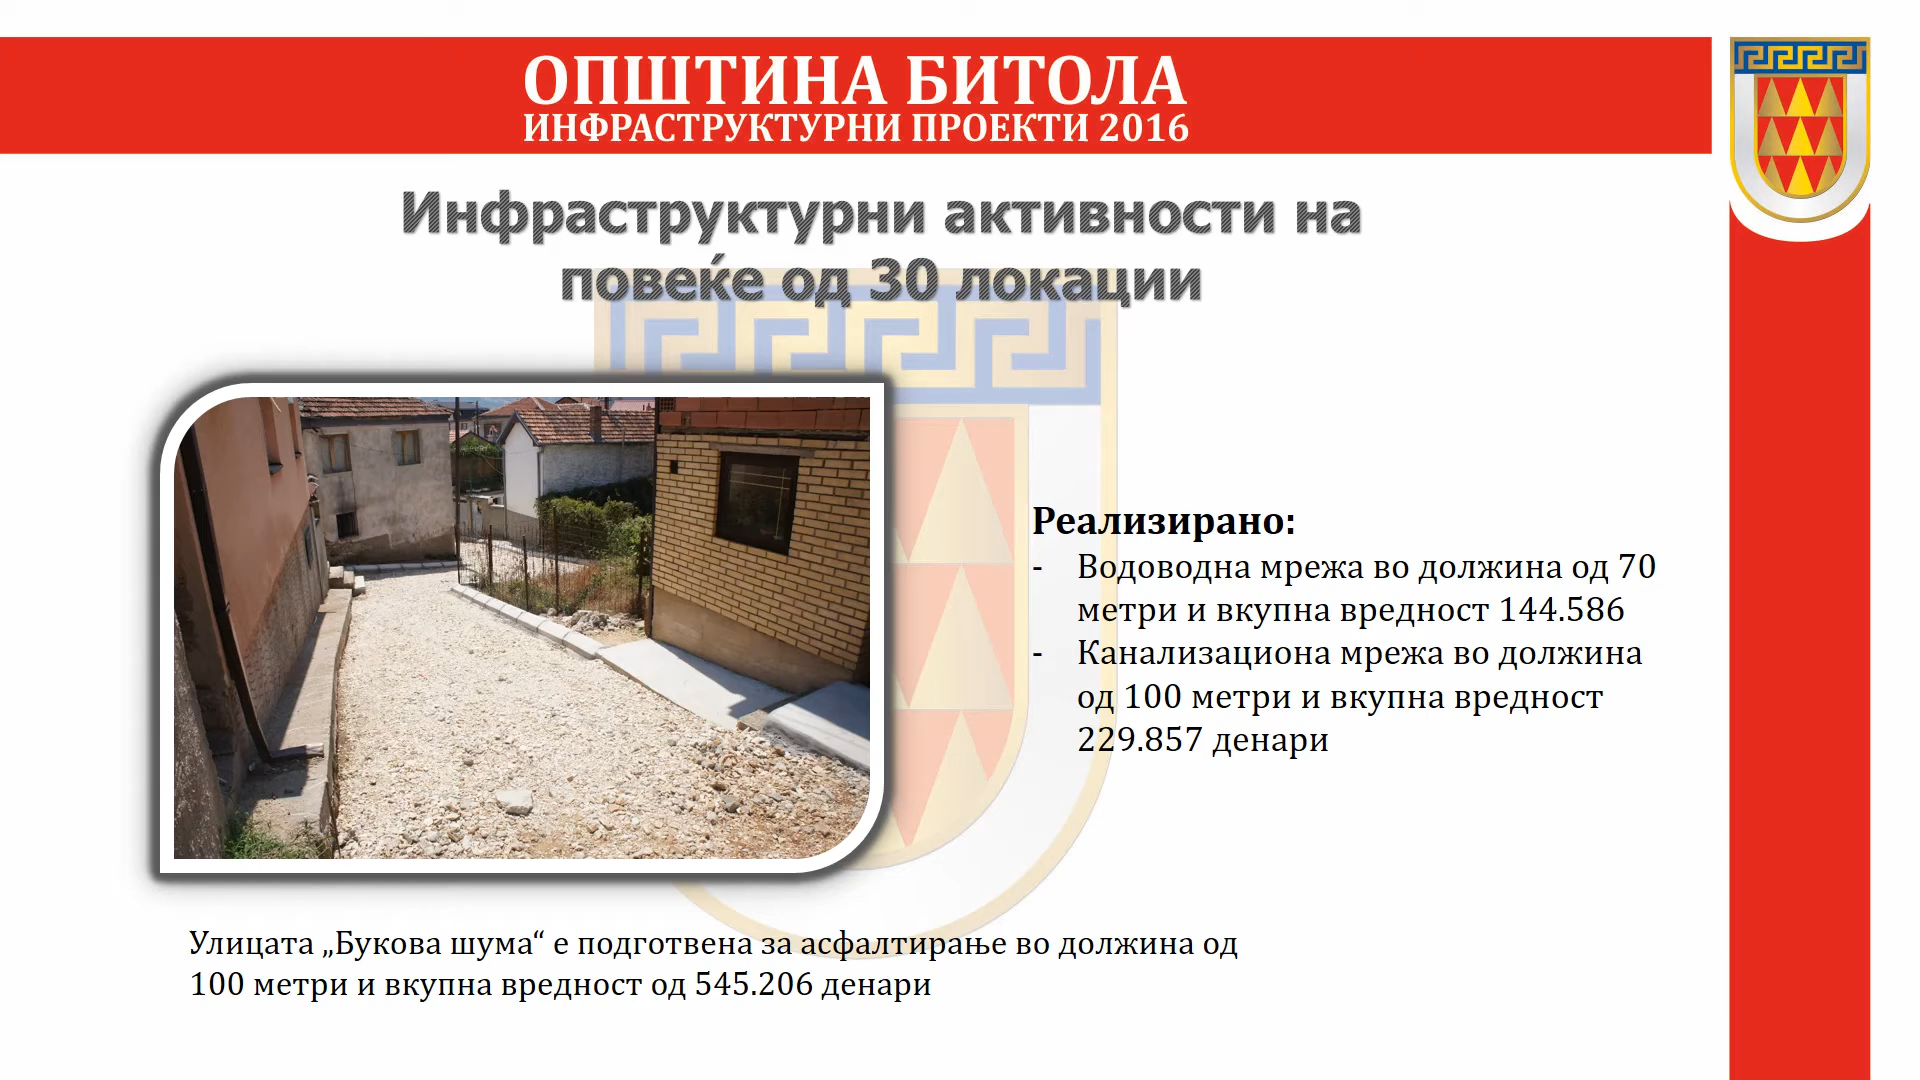 ОПШТИНА БИТОЛА
ИНФРАСТРУКТУРНИ ПРОЕКТИ 2016
Инфраструктурни активности на
повеќе од 30 локации
Реализирано:
- Водоводна мрежа во должина од 70
метри и вкупна вредност 144.586
- Канализациона мрежа во должина
од 100 метри и вкупна вредност
229.857 денари
Улицата „Букова шума“ е подготвена за асфалтирање во должина од
100 метри и вкупна вредност од 545.206 денари